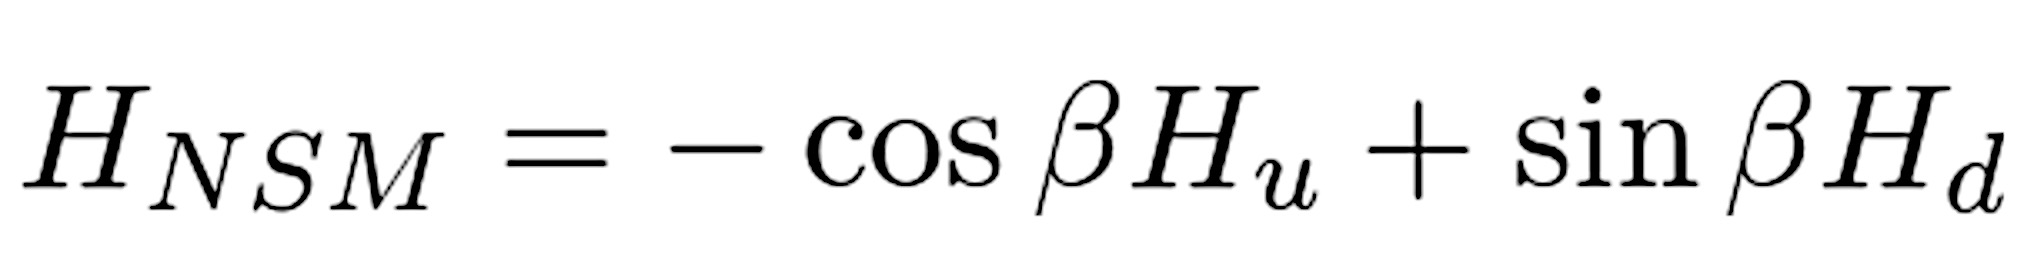 $H_{NSM} = -\cos\beta H_u + \sin\beta H_d$